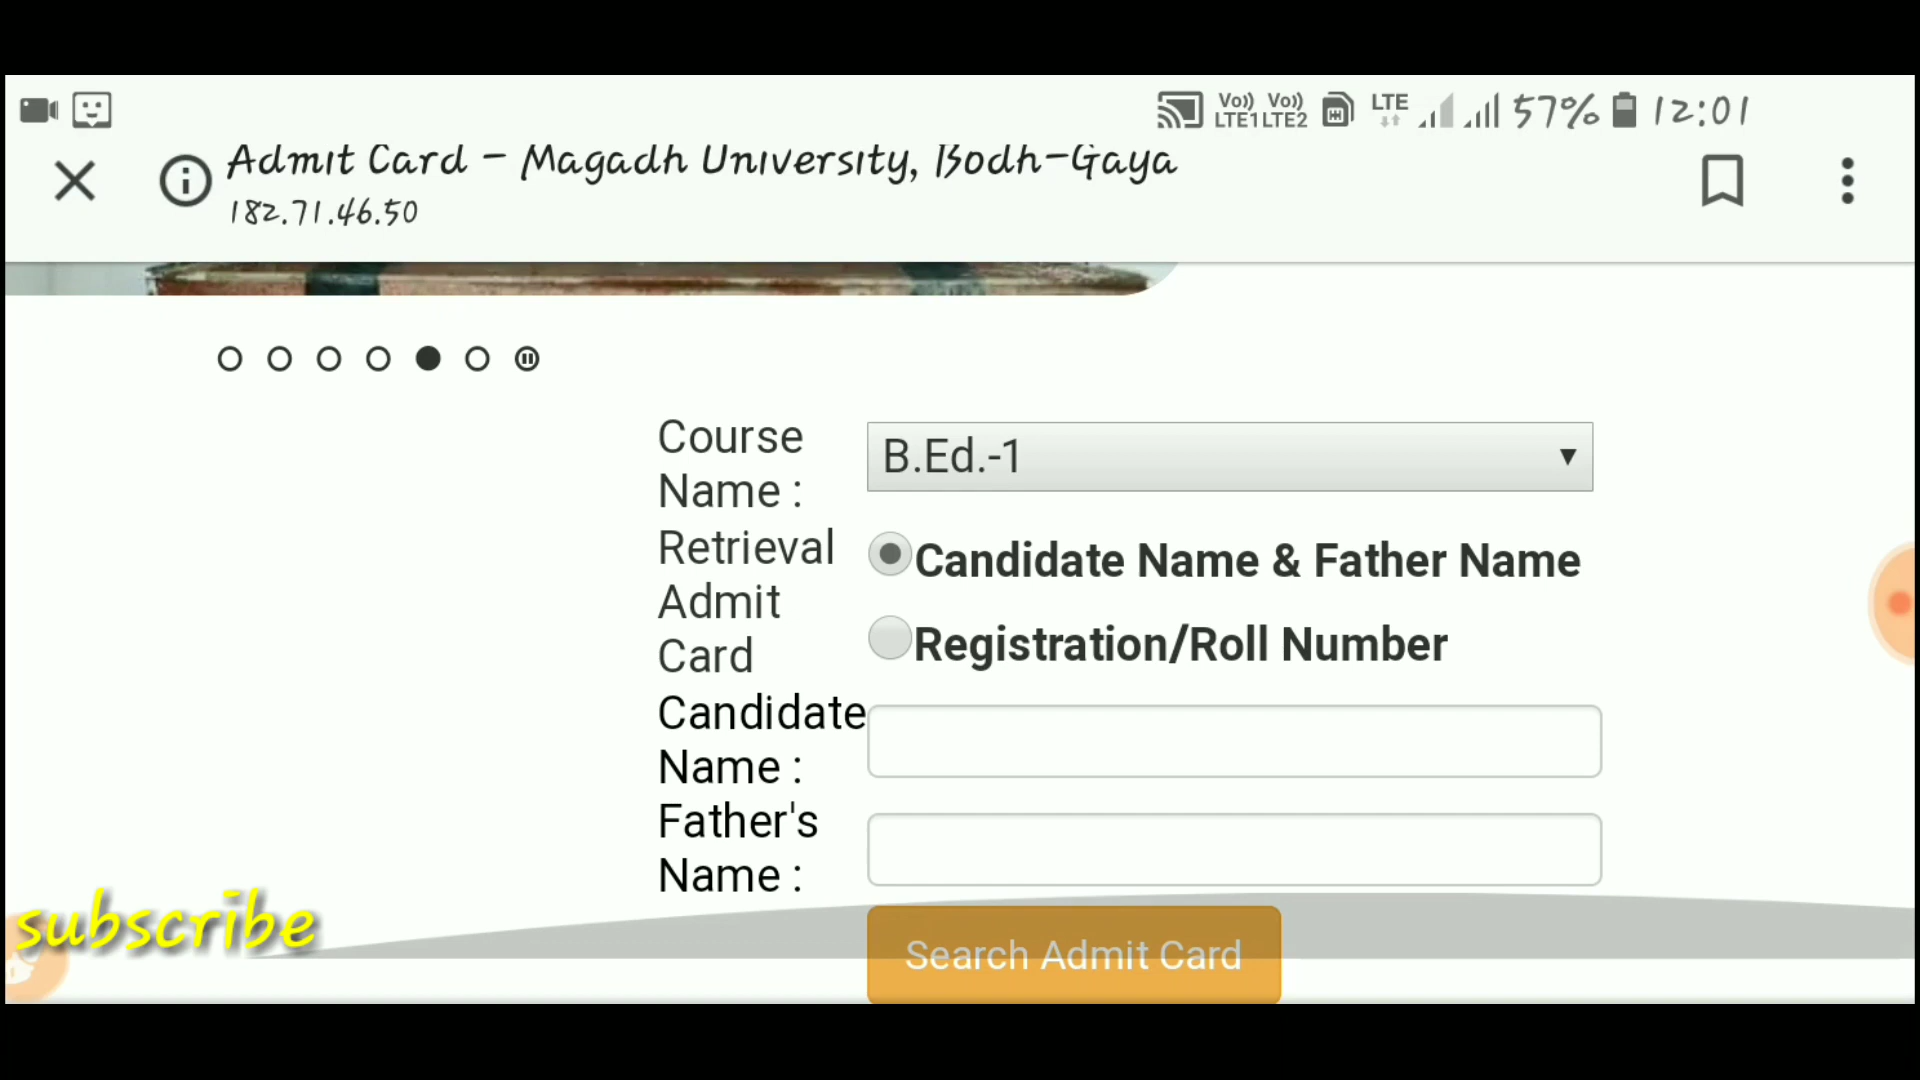 Vo)) Vo)) LTE 57% 12:01
LTE1 LTE2
Admit Card – Magadh University, Bodh-Gaya
182.71.46.50
Course Name : B.Ed.-1
Retrieval Admit Card
Candidate Name & Father Name
Registration/Roll Number
Candidate Name :
Father's Name :
Search Admit Card
subscribe